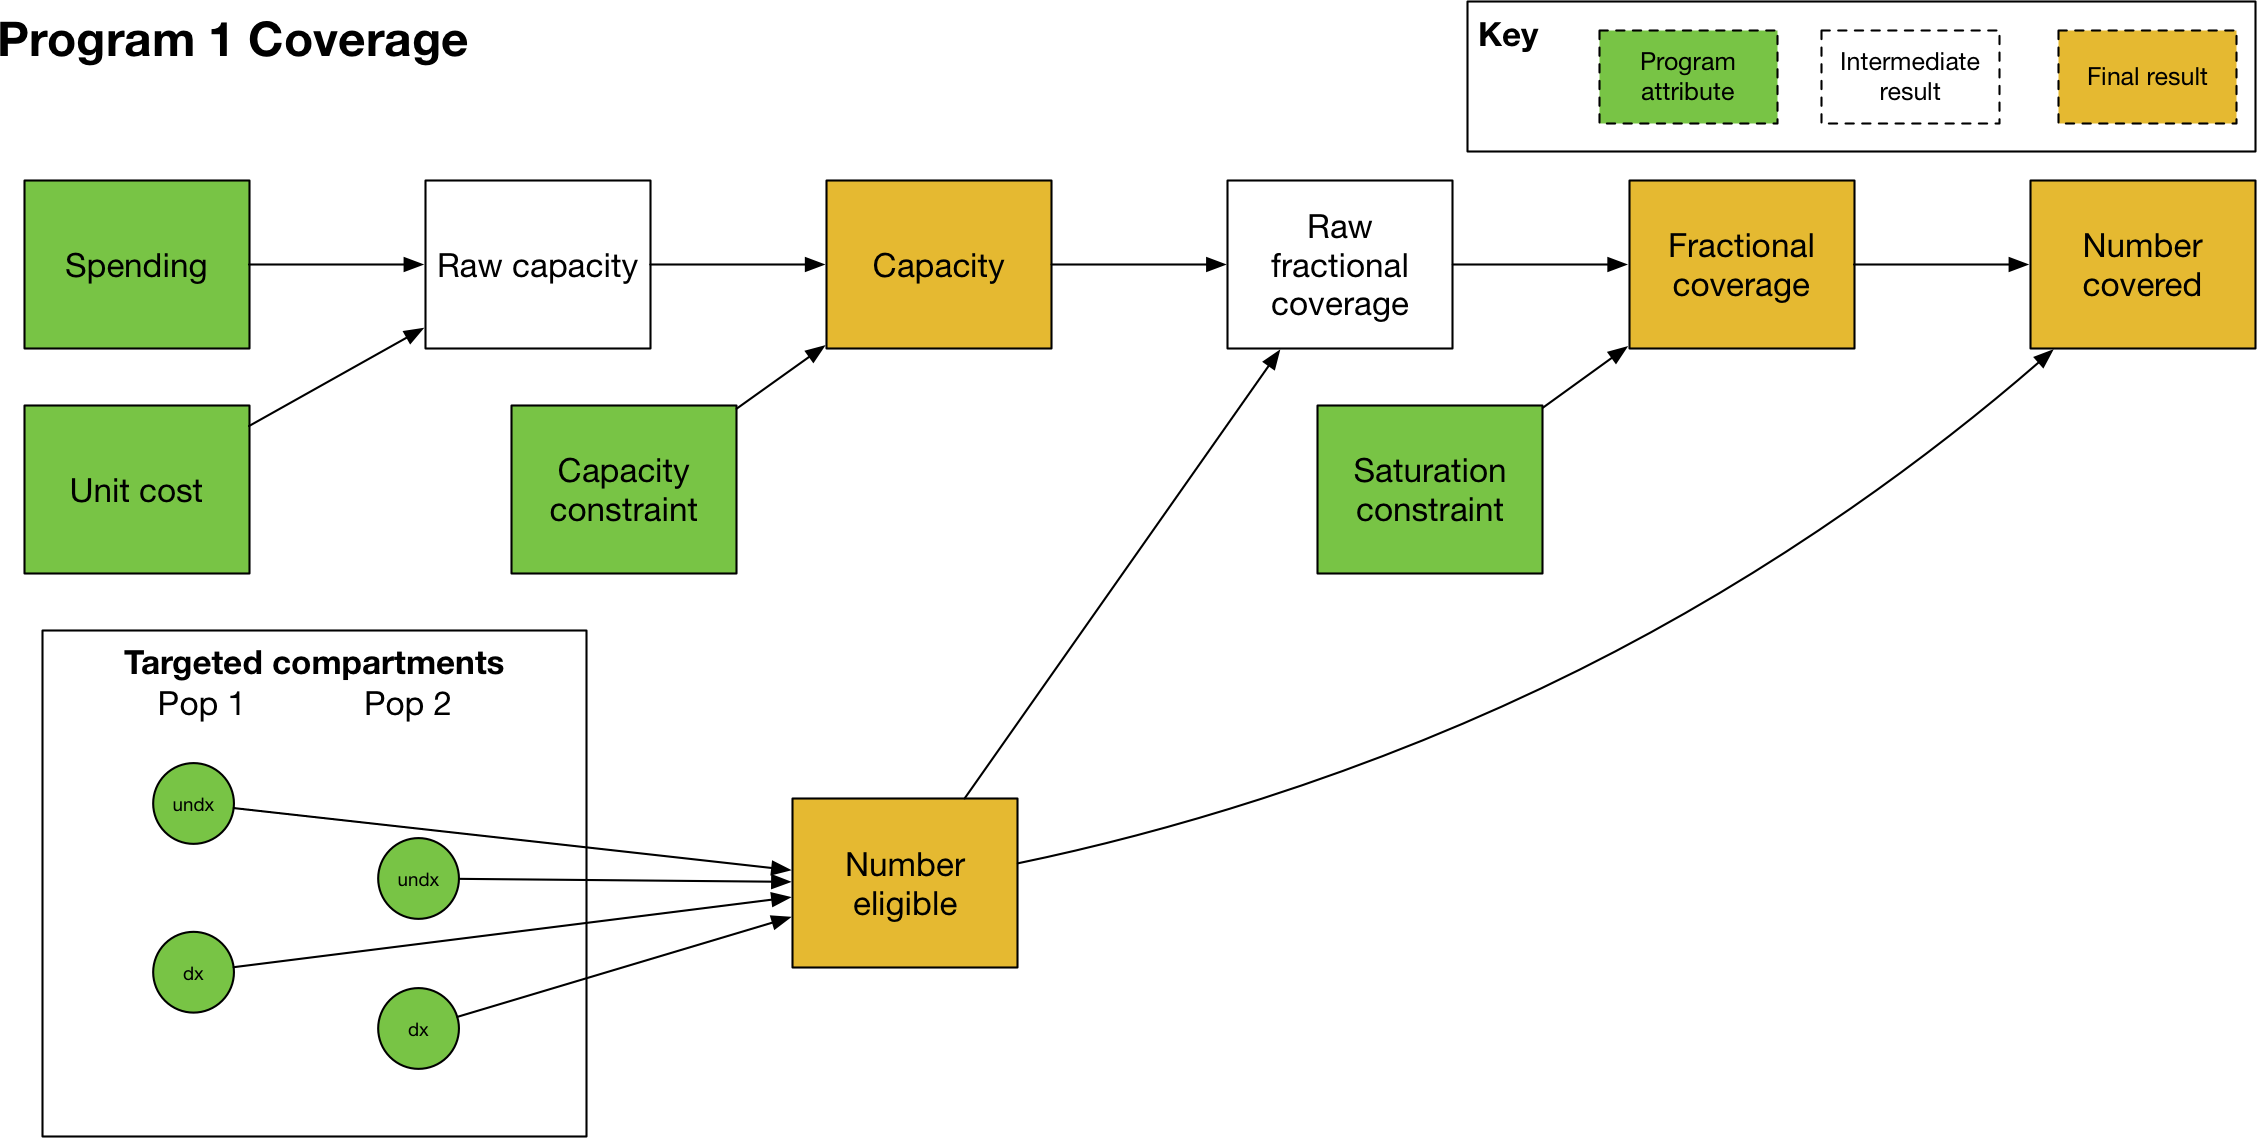 Program 1 Coverage
Key
Program
attribute
Intermediate
result
Final result
Spending
Raw capacity
Capacity
Raw
fractional
coverage
Fractional
coverage
Number
covered
Unit cost
Capacity
constraint
Saturation
constraint
Targeted compartments
Pop 1
Pop 2
undx
undx
dx
dx
Number
eligible